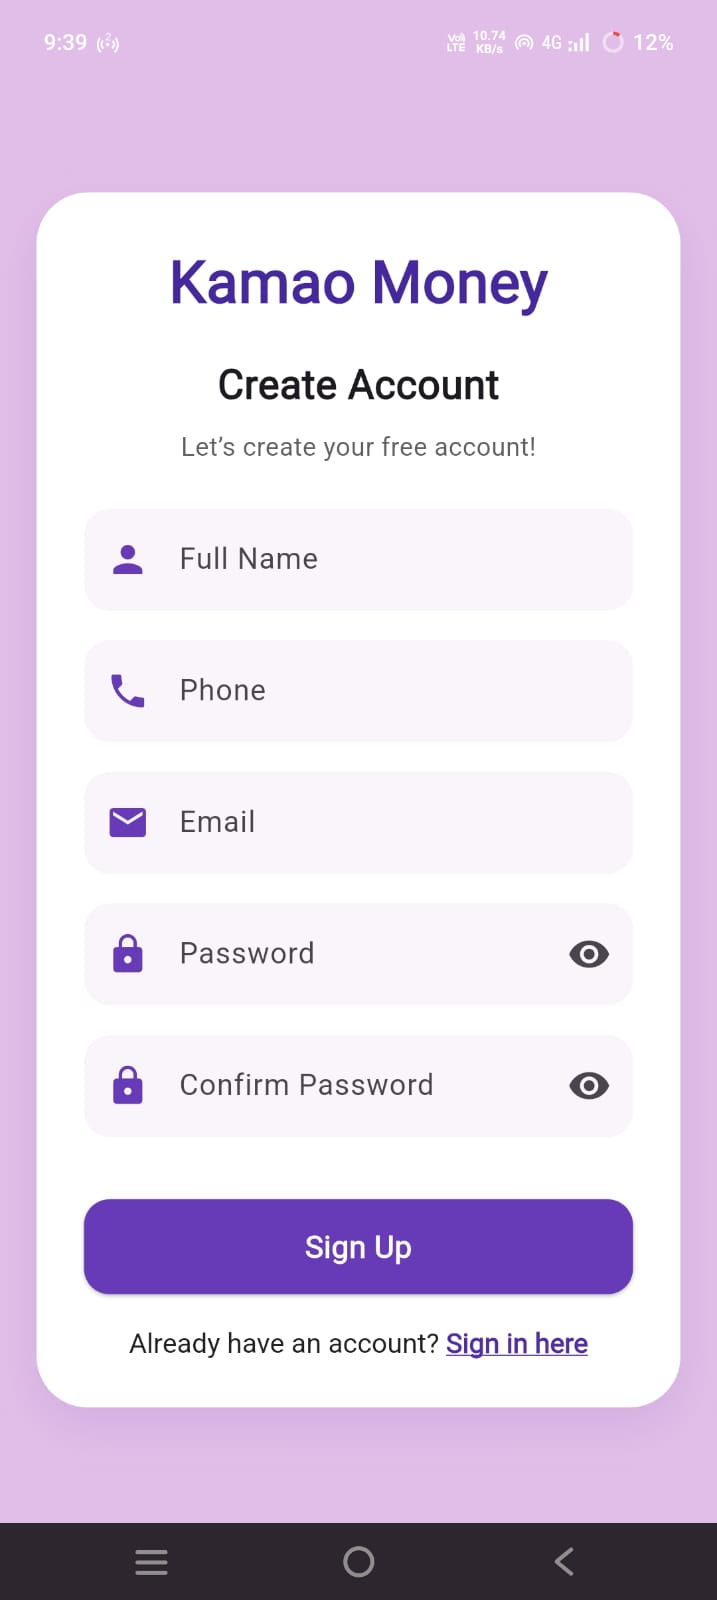 9:39 2 Vo) LTE 10.74 KB/s 4G 12%
Kamao Money
Create Account
Let’s create your free account!
Full Name
Phone
Email
Password
Confirm Password
Sign Up
Already have an account? Sign in here